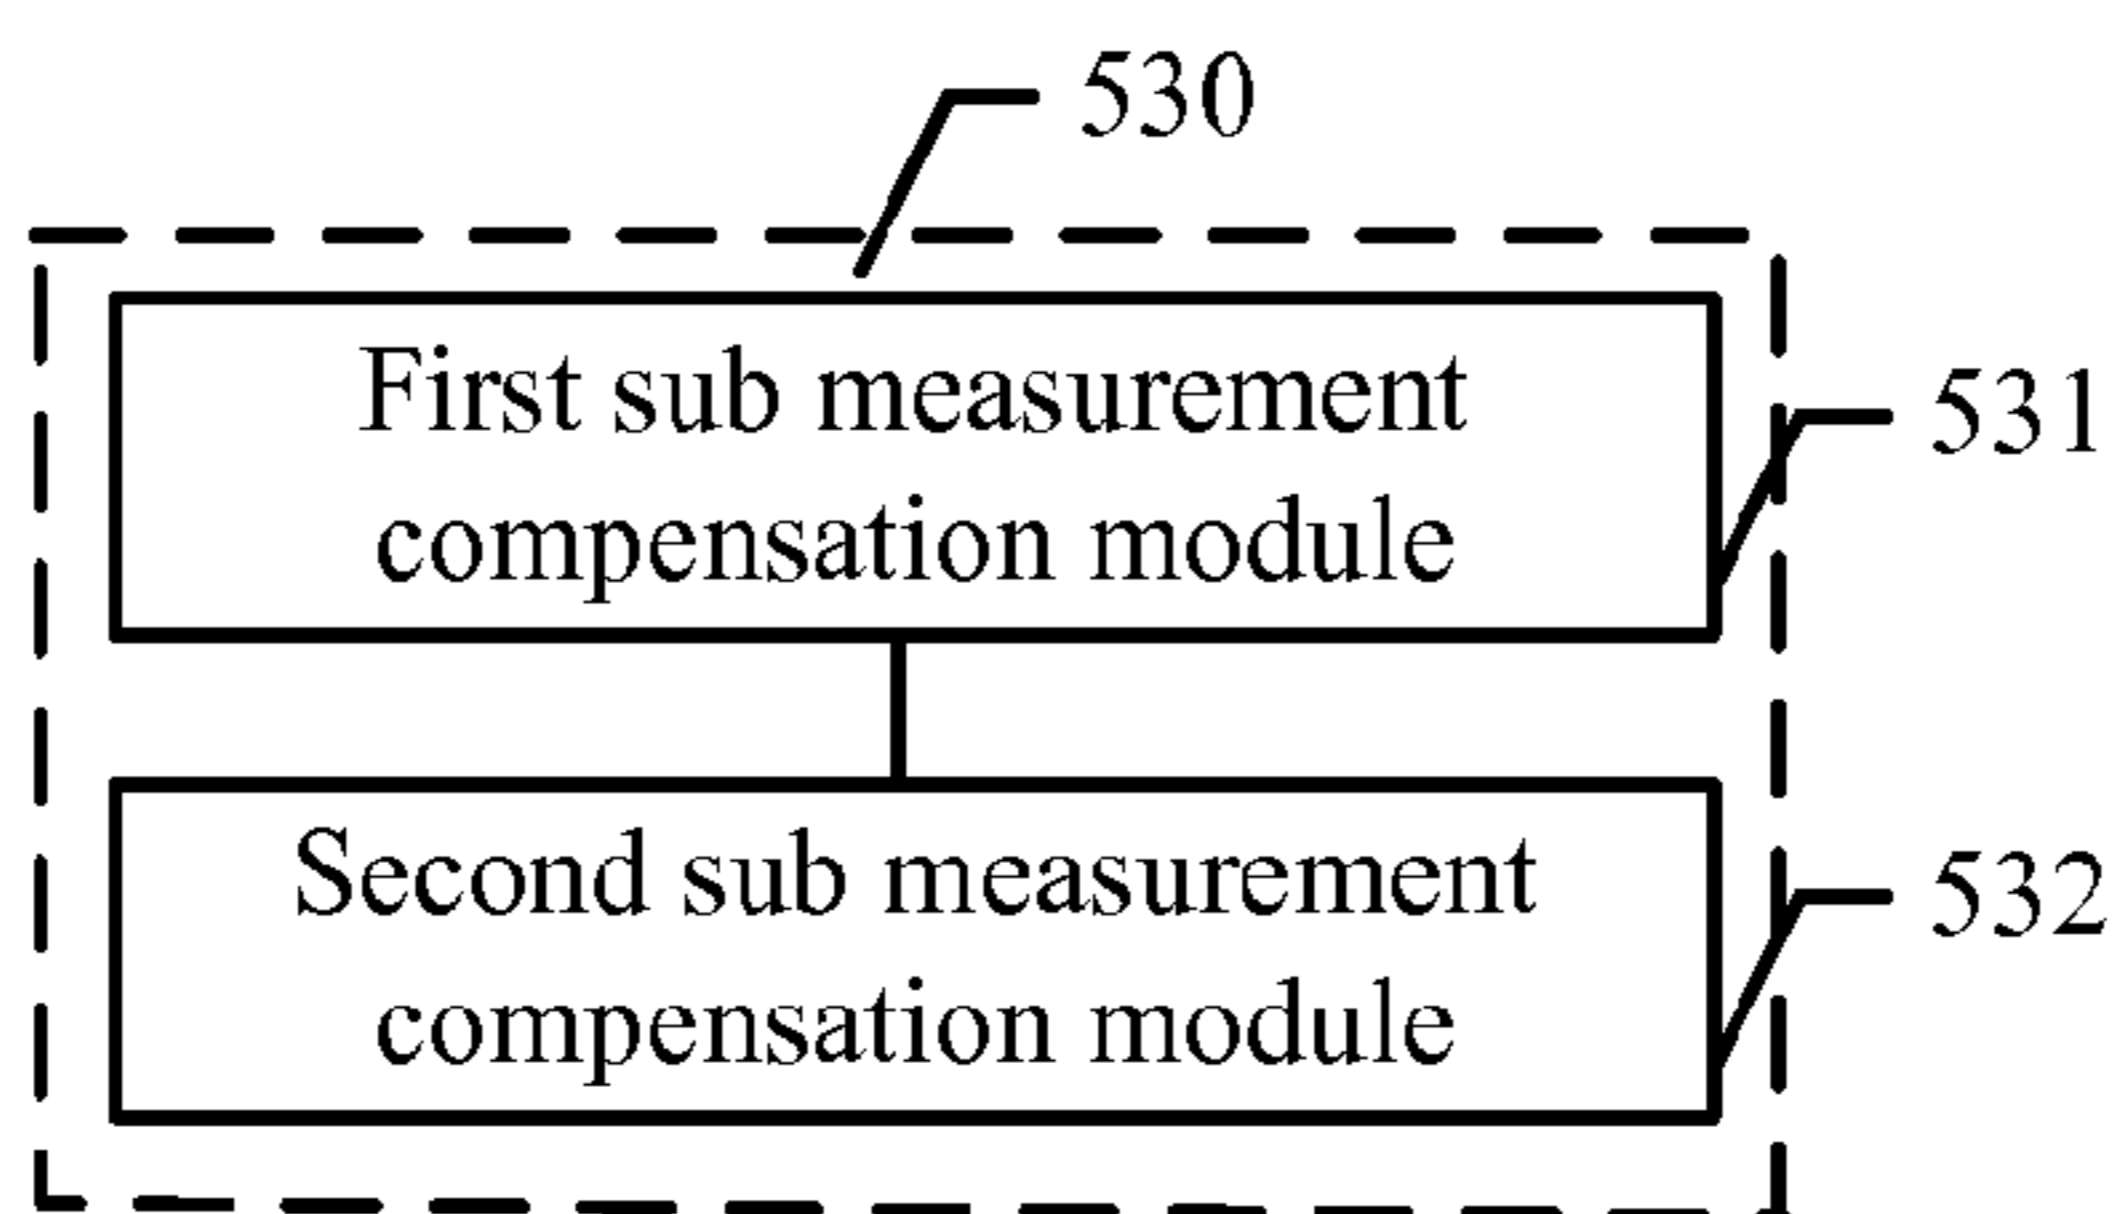 530
First sub measurement
compensation module
531
Second sub measurement
compensation module
532